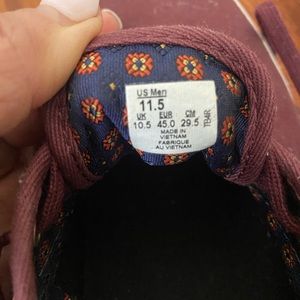 US Men
11.5
UK EUR CM
10.5 45.0 29.5
MADE IN
VIETNAM
FABRIQUE
AU VIETNAM
TB4R